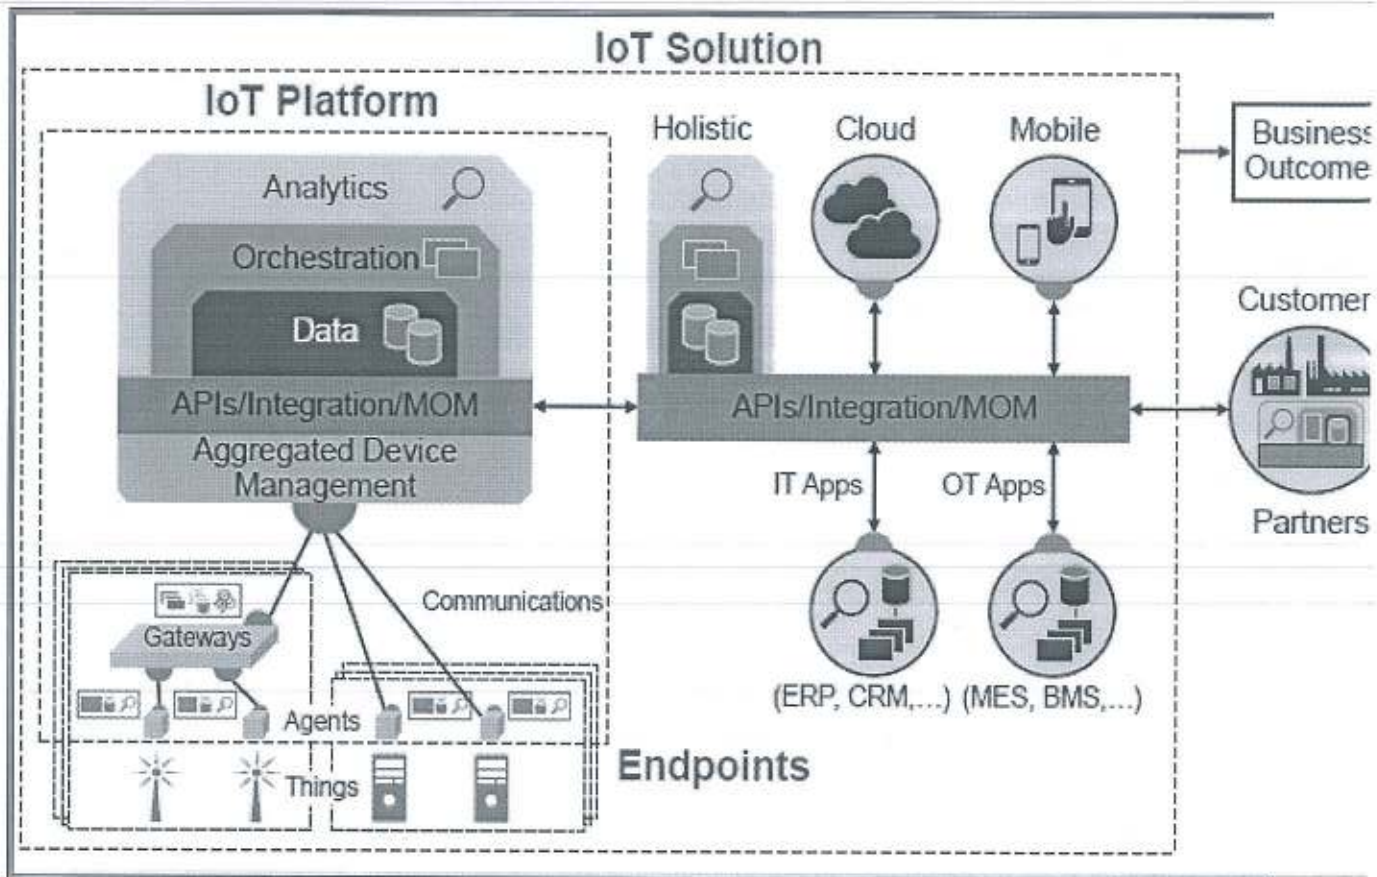 IoT Solution
IoT Platform
Holistic
Cloud
Mobile
Business
Outcome
Analytics
Orchestration
Data
APIs/Integration/MOM
Aggregated Device
Management
APIs/Integration/MOM
Customer
Partners
IT Apps
OT Apps
Communications
Gateways
(ERP, CRM,...)
(MES, BMS,...)
Agents
Things
Endpoints